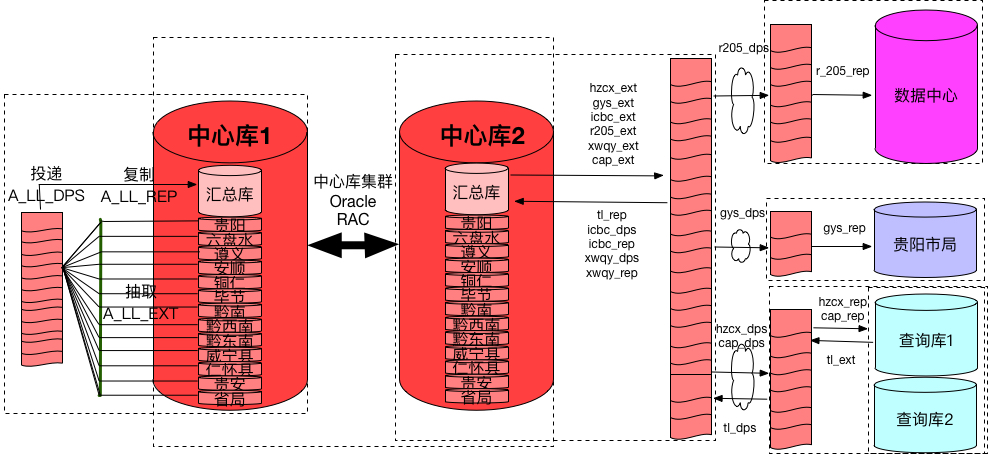 投递
A_LL_DPS
复制
A_LL_REP
抽取
A_LL_EXT
中心库1
汇总库
贵阳
六盘水
遵义
安顺
铜仁
毕节
黔南
黔西南
黔东南
威宁县
仁怀县
贵安
省局
中心库集群
Oracle
RAC
中心库2
汇总库
贵阳
六盘水
遵义
安顺
铜仁
毕节
黔南
黔西南
黔东南
威宁县
仁怀县
贵安
省局
hzcx_ext
gys_ext
icbc_ext
r205_ext
xwqy_ext
cap_ext
tl_rep
icbc_dps
icbc_rep
xwqy_dps
xwqy_rep
r205_dps
r_205_rep
数据中心
gys_dps
gys_rep
贵阳市局
hzcx_dps
cap_dps
tl_dps
hzcx_rep
cap_rep
tl_ext
查询库1
查询库2